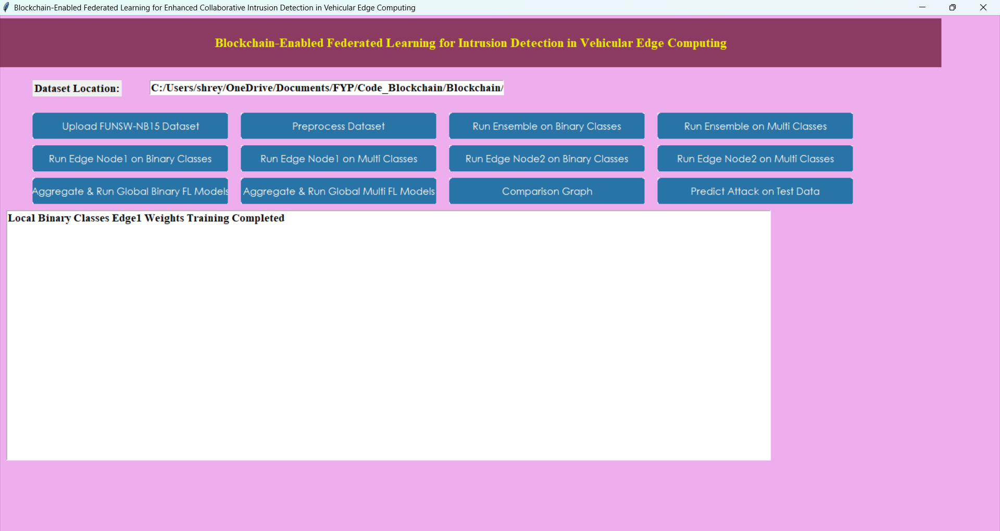 Blockchain-Enabled Federated Learning for Enhanced Collaborative Intrusion Detection in Vehicular Edge Computing
Blockchain-Enabled Federated Learning for Intrusion Detection in Vehicular Edge Computing
Dataset Location: C:/Users/shrey/OneDrive/Documents/FYP/Code_Blockchain/Blockchain/
Upload FUNSW-NB15 Dataset Preprocess Dataset Run Ensemble on Binary Classes Run Ensemble on Multi Classes
Run Edge Node1 on Binary Classes Run Edge Node1 on Multi Classes Run Edge Node2 on Binary Classes Run Edge Node2 on Multi Classes
Aggregate & Run Global Binary FL Models Aggregate & Run Global Multi FL Models Comparison Graph Predict Attack on Test Data
Local Binary Classes Edge1 Weights Training Completed